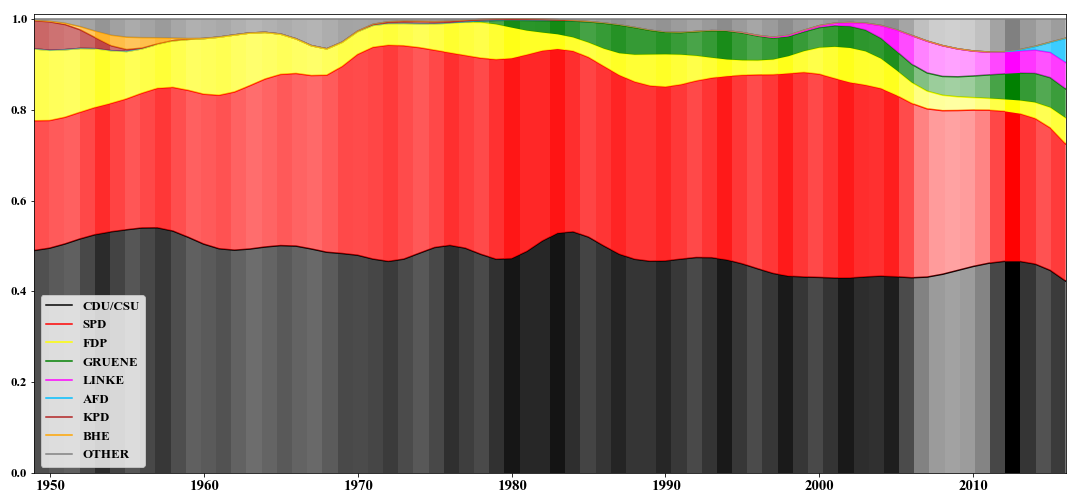 1.0
0.8
0.6
0.4
0.2
0.0
CDU/CSU
SPD
FDP
GRUENE
LINKE
AFD
KPD
BHE
OTHER
1950 1960 1970 1980 1990 2000 2010